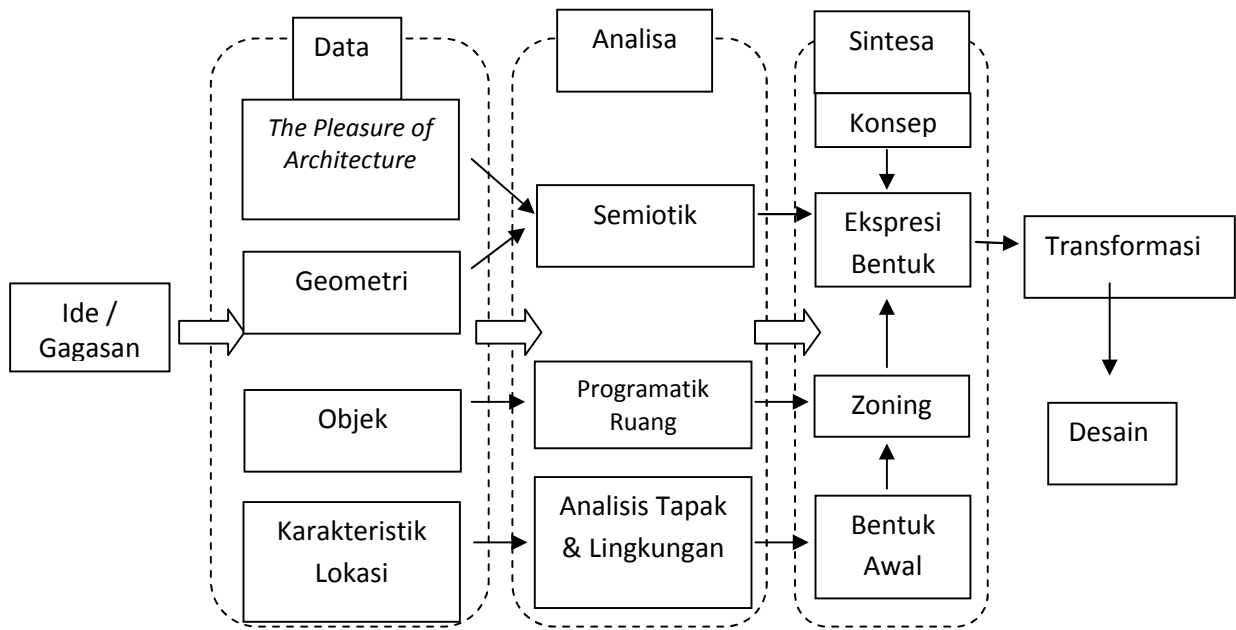 Ide /
Gagasan
Data
The Pleasure of
Architecture
Geometri
Objek
Karakteristik
Lokasi
Analisa
Semiotik
Programatik
Ruang
Analisis Tapak
& Lingkungan
Sintesa
Konsep
Ekspresi
Bentuk
Zoning
Bentuk
Awal
Transformasi
Desain